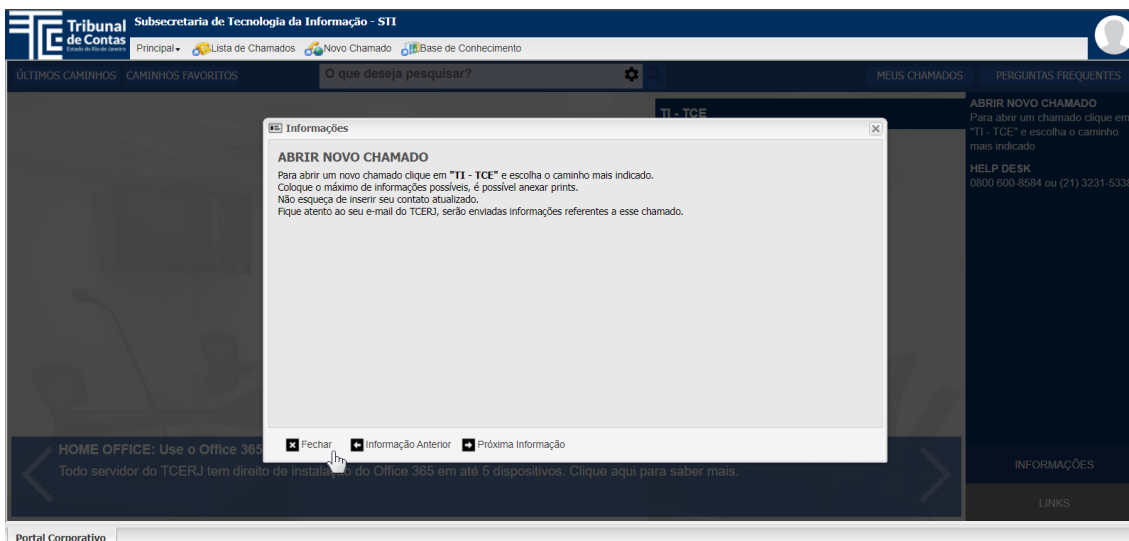 Tribunal
de Contas
Estado do Rio de Janeiro
Subsecretaria de Tecnologia da Informação - STI
Principal Lista de Chamados Novo Chamado Base de Conhecimento
ÚLTIMOS CAMINHOS CAMINHOS FAVORITOS O que deseja pesquisar? MEUS CHAMADOS PERGUNTAS FREQUENTES
TI - TCE
ABRIR NOVO CHAMADO
Para abrir um chamado clique em
"TI - TCE" e escolha o caminho
mais indicado
HELP DESK
0800 600-8584 ou (21) 3231-5338
Informações
ABRIR NOVO CHAMADO
Para abrir um novo chamado clique em "TI - TCE" e escolha o caminho mais indicado.
Coloque o máximo de informações possíveis, é possível anexar prints.
Não esqueça de inserir seu contato atualizado.
Fique atento ao seu e-mail do TCERJ, serão enviadas informações referentes a esse chamado.
Fechar Informação Anterior Próxima Informação
HOME OFFICE: Use o Office 365
Todo servidor do TCERJ tem direito de instalação do Office 365 em até 5 dispositivos. Clique aqui para saber mais.
INFORMAÇÕES
LINKS
Portal Corporativo